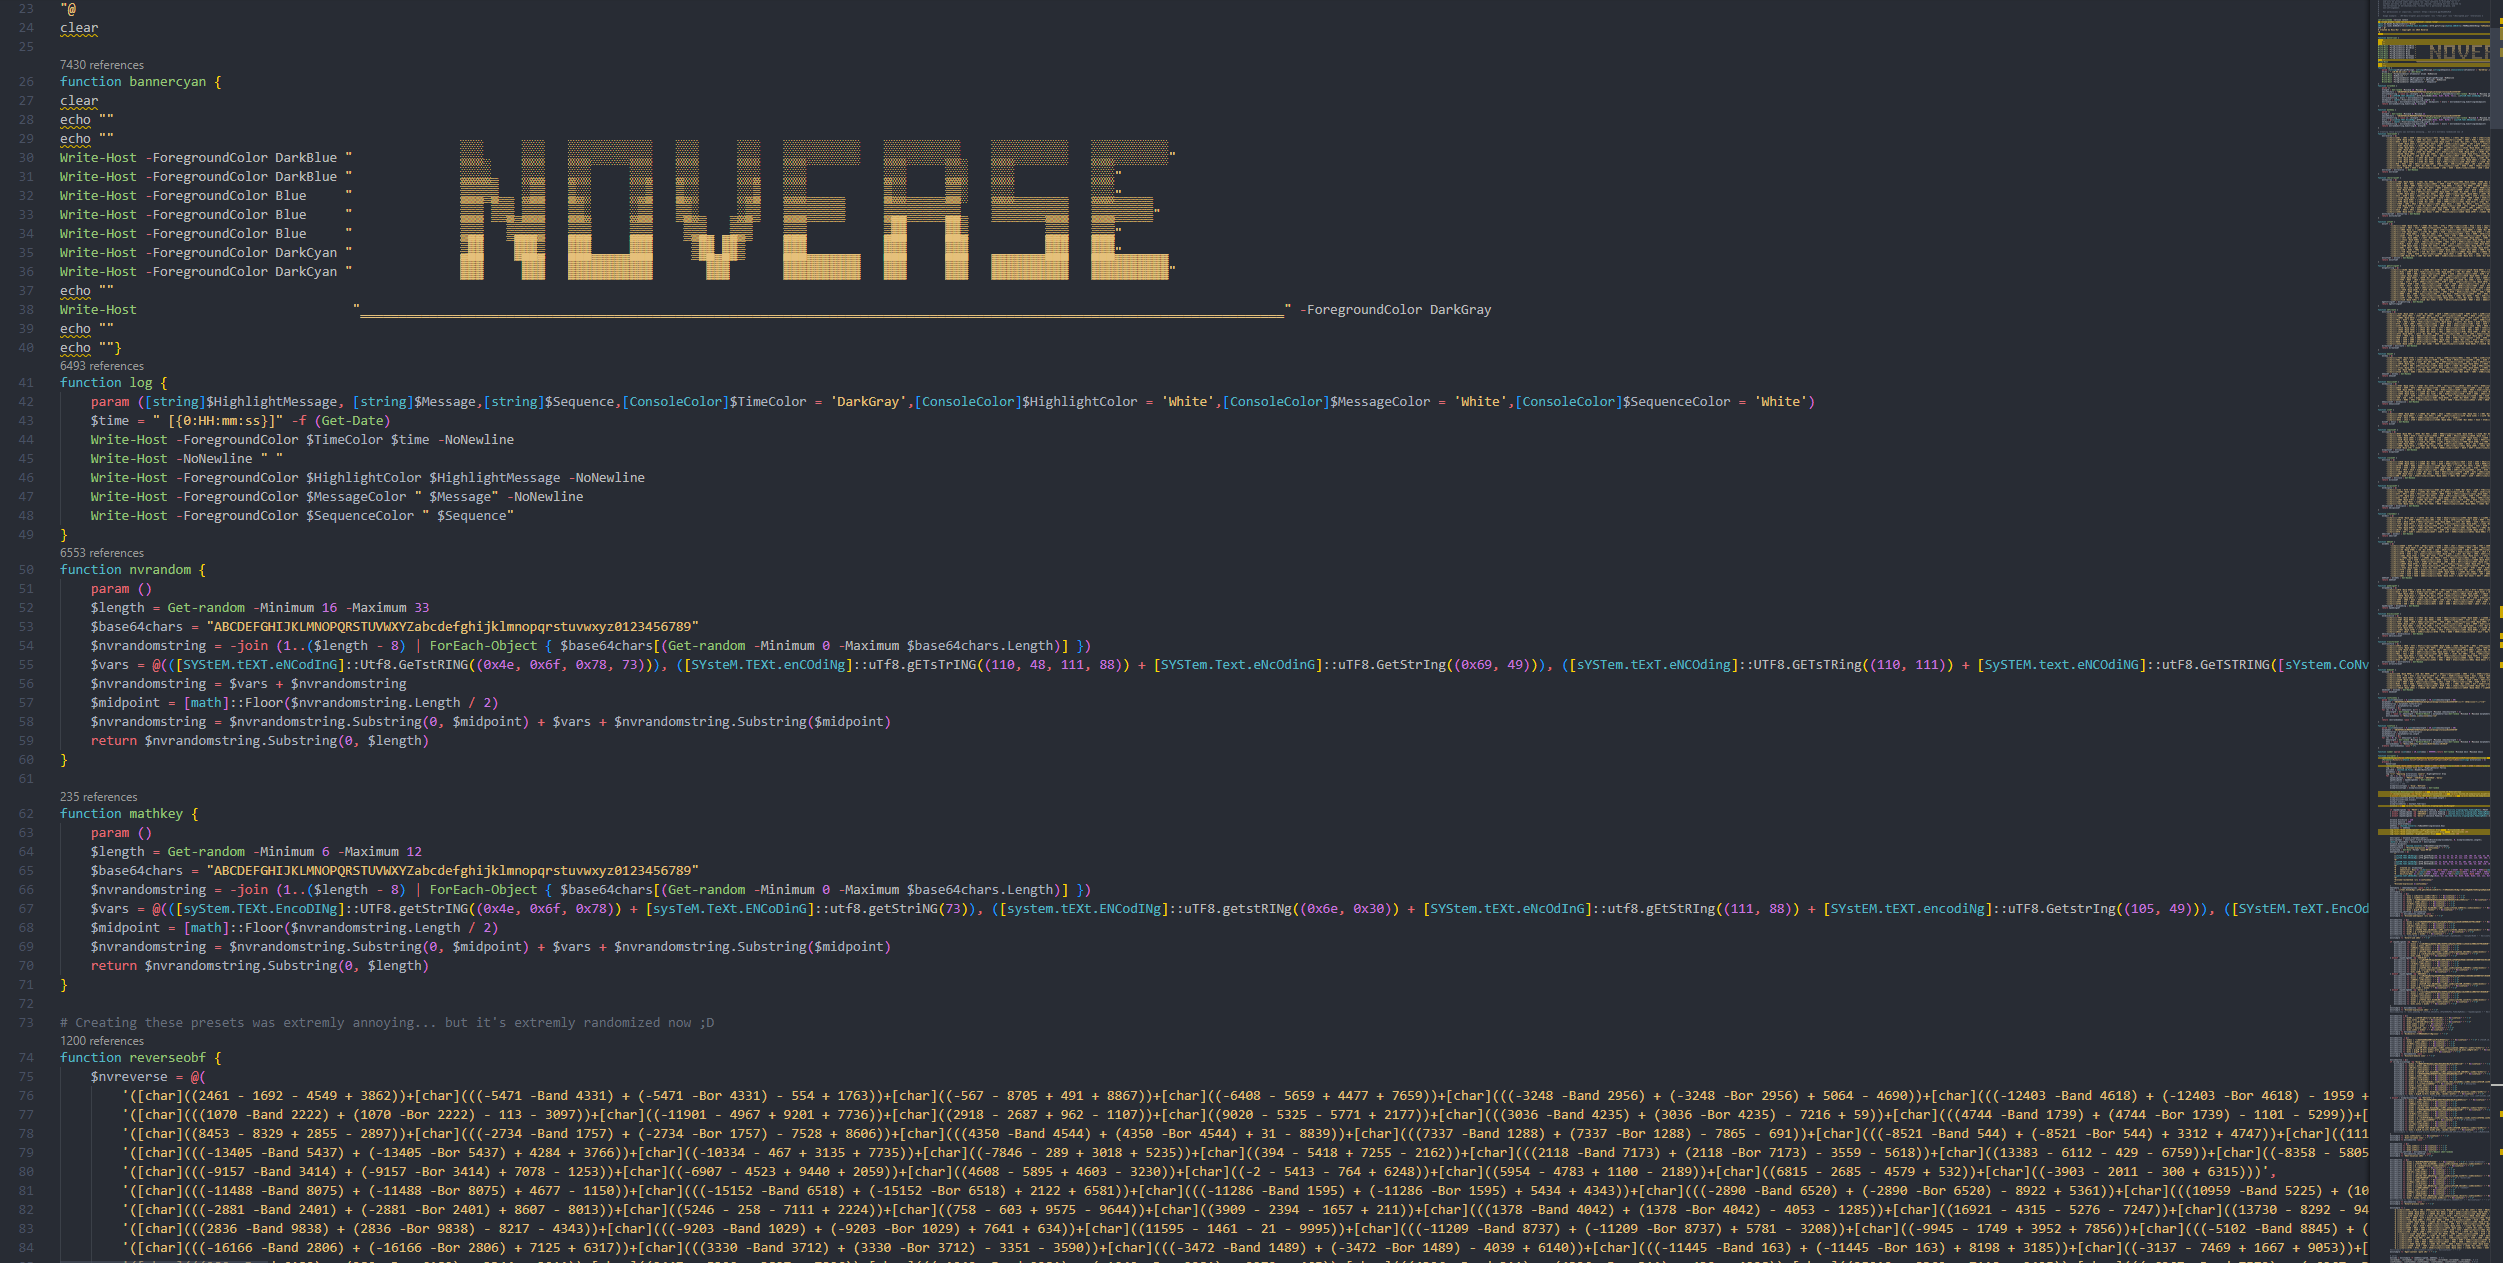 23 "@
24 clear
25
7430 references
26 function bannercyan {
27 clear
28 echo ""
29 echo ""
30 Write-Host -ForegroundColor DarkBlue " "
31 Write-Host -ForegroundColor DarkBlue " "
32 Write-Host -ForegroundColor Blue " "
33 Write-Host -ForegroundColor Blue " "
34 Write-Host -ForegroundColor Blue " "
35 Write-Host -ForegroundColor DarkCyan " "
36 Write-Host -ForegroundColor DarkCyan " "
NOVERSE
37 echo ""
38 Write-Host "" -ForegroundColor DarkGray
39 echo ""
40 echo ""}
6493 references
41 function log {
42 param ([string]$HighlightMessage, [string]$Message,[string]$Sequence,[ConsoleColor]$TimeColor = 'DarkGray',[ConsoleColor]$HighlightColor = 'White',[ConsoleColor]$MessageColor = 'White',[ConsoleColor]$SequenceColor = 'White')
43 $time = " [{0:HH:mm:ss}]" -f (Get-Date)
44 Write-Host -ForegroundColor $TimeColor $time -NoNewline
45 Write-Host -NoNewline " "
46 Write-Host -ForegroundColor $HighlightColor $HighlightMessage -NoNewline
47 Write-Host -ForegroundColor $MessageColor " $Message" -NoNewline
48 Write-Host -ForegroundColor $SequenceColor " $Sequence"
49 }
6553 references
50 function nvrandom {
51 param ()
52 $length = Get-random -Minimum 16 -Maximum 33
53 $base64chars = "ABCDEFGHIJKLMNOPQRSTUVWXYZabcdefghijklmnopqrstuvwxyz0123456789"
54 $nvrandomstring = -join (1..($length - 8) | ForEach-Object { $base64chars[(Get-random -Minimum 0 -Maximum $base64chars.Length)] })
55 $vars = @(([SYStEM.tEXT.eNCodInG]::Utf8.GeTstRING((0x4e, 0x6f, 0x78, 73))), ([SYsteM.TEXt.enCOdiNg]::uTf8.gETsTrING((110, 48, 111, 88)) + [SYSTem.Text.eNcOdinG]::uTF8.GetStrIng((0x69, 49))), ([sYSTem.tExT.eNCOding]::UTF8.GETsTRing((110, 111)) + [SySTEM.text.eNCOdiNG]::utF8.GeTSTRING([sYstem.CoNv
56 $nvrandomstring = $vars + $nvrandomstring
57 $midpoint = [math]::Floor($nvrandomstring.Length / 2)
58 $nvrandomstring = $nvrandomstring.Substring(0, $midpoint) + $vars + $nvrandomstring.Substring($midpoint)
59 return $nvrandomstring.Substring(0, $length)
60 }
61
235 references
62 function mathkey {
63 param ()
64 $length = Get-random -Minimum 6 -Maximum 12
65 $base64chars = "ABCDEFGHIJKLMNOPQRSTUVWXYZabcdefghijklmnopqrstuvwxyz0123456789"
66 $nvrandomstring = -join (1..($length - 8) | ForEach-Object { $base64chars[(Get-random -Minimum 0 -Maximum $base64chars.Length)] })
67 $vars = @(([syStem.TEXt.EncoDINg]::UTF8.getStrING((0x4e, 0x6f, 0x78)) + [sysTeM.TeXT.ENCoDinG]::utf8.getStriNG(73)), ([system.tEXt.ENCodINg]::uTF8.getstRINg((0x6e, 0x30)) + [SYStem.tEXt.eNcOdInG]::utf8.gEtStRIng((111, 88)) + [SYstEM.tEXT.encodiNg]::uTF8.GetstrIng((105, 49))), ([SYstEM.TeXT.EncOd
68 $midpoint = [math]::Floor($nvrandomstring.Length / 2)
69 $nvrandomstring = $nvrandomstring.Substring(0, $midpoint) + $vars + $nvrandomstring.Substring($midpoint)
70 return $nvrandomstring.Substring(0, $length)
71 }
72
73 # Creating these presets was extremly annoying... but it's extremly randomized now ;D
1200 references
74 function reverseobf {
75 $nvreverse = @(
76 '([char]((2461 - 1692 - 4549 + 3862))+[char](((-5471 -Band 4331) + (-5471 -Bor 4331) - 554 + 1763))+[char]((-567 - 8705 + 491 + 8867))+[char]((-6408 - 5659 + 4477 + 7659))+[char](((-3248 -Band 2956) + (-3248 -Bor 2956) + 5064 - 4690))+[char](((-12403 -Band 4618) + (-12403 -Bor 4618) - 1959 +
77 '([char](((1070 -Band 2222) + (1070 -Bor 2222) - 113 - 3097))+[char]((-11901 - 4967 + 9201 + 7736))+[char]((2918 - 2687 + 962 - 1107))+[char]((9020 - 5325 - 5771 + 2177))+[char](((3036 -Band 4235) + (3036 -Bor 4235) - 7216 + 59))+[char](((4744 -Band 1739) + (4744 -Bor 1739) - 1101 - 5299))+[
78 '([char]((8453 - 8329 + 2855 - 2897))+[char](((-2734 -Band 1757) + (-2734 -Bor 1757) - 7528 + 8606))+[char](((4350 -Band 4544) + (4350 -Bor 4544) + 31 - 8839))+[char](((7337 -Band 1288) + (7337 -Bor 1288) - 7865 - 691))+[char](((-8521 -Band 544) + (-8521 -Bor 544) + 3312 + 4747))+[char]((111
79 '([char](((-13405 -Band 5437) + (-13405 -Bor 5437) + 4284 + 3766))+[char]((-10334 - 467 + 3135 + 7735))+[char]((-7846 - 289 + 3018 + 5235))+[char]((394 - 5418 + 7255 - 2162))+[char](((2118 -Band 7173) + (2118 -Bor 7173) - 3559 - 5618))+[char]((13383 - 6112 - 429 - 6759))+[char]((-8358 - 5805
80 '([char](((-9157 -Band 3414) + (-9157 -Bor 3414) + 7078 - 1253))+[char]((-6907 - 4523 + 9440 + 2059))+[char]((4608 - 5895 + 4603 - 3230))+[char]((-2 - 5413 - 764 + 6248))+[char]((5954 - 4783 + 1100 - 2189))+[char]((6815 - 2685 - 4579 + 532))+[char]((-3903 - 2011 - 300 + 6315)))',
81 '([char](((-11488 -Band 8075) + (-11488 -Bor 8075) + 4677 - 1150))+[char](((-15152 -Band 6518) + (-15152 -Bor 6518) + 2122 + 6581))+[char](((-11286 -Band 1595) + (-11286 -Bor 1595) + 5434 + 4343))+[char](((-2890 -Band 6520) + (-2890 -Bor 6520) - 8922 + 5361))+[char](((10959 -Band 5225) + (10
82 '([char](((-2881 -Band 2401) + (-2881 -Bor 2401) + 8607 - 8013))+[char]((5246 - 258 - 7111 + 2224))+[char]((758 - 603 + 9575 - 9644))+[char]((3909 - 2394 - 1657 + 211))+[char](((1378 -Band 4042) + (1378 -Bor 4042) - 4053 - 1285))+[char]((16921 - 4315 - 5276 - 7247))+[char]((13730 - 8292 - 94
83 '([char](((2836 -Band 9838) + (2836 -Bor 9838) - 8217 - 4343))+[char](((-9203 -Band 1029) + (-9203 -Bor 1029) + 7641 + 634))+[char]((11595 - 1461 - 21 - 9995))+[char](((-11209 -Band 8737) + (-11209 -Bor 8737) + 5781 - 3208))+[char]((-9945 - 1749 + 3952 + 7856))+[char](((-5102 -Band 8845) + (
84 '([char](((-16166 -Band 2806) + (-16166 -Bor 2806) + 7125 + 6317))+[char](((3330 -Band 3712) + (3330 -Bor 3712) - 3351 - 3590))+[char](((-3472 -Band 1489) + (-3472 -Bor 1489) - 4039 + 6140))+[char](((-11445 -Band 163) + (-11445 -Bor 163) + 8198 + 3185))+[char]((-3137 - 7469 + 1667 + 9053))+[